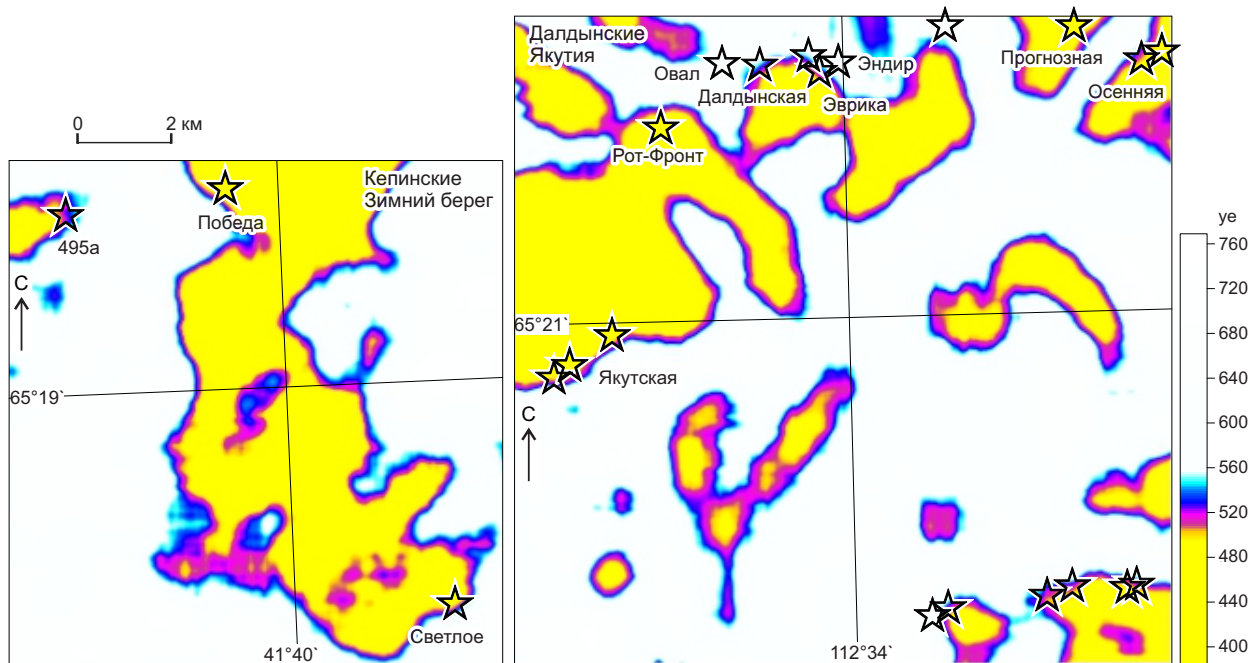 0 2 км
Кепинские
Зимний берег
Победа
495а
С
65°19`
Светлое
41°40`
Далдынские
Якутия
Овал
Далдынская
Эндир
Эврика
Прогнозная
Осенняя
Рот-Фронт
65°21`
Якутская
С
112°34`
уе
760
720
680
640
600
560
520
480
440
400